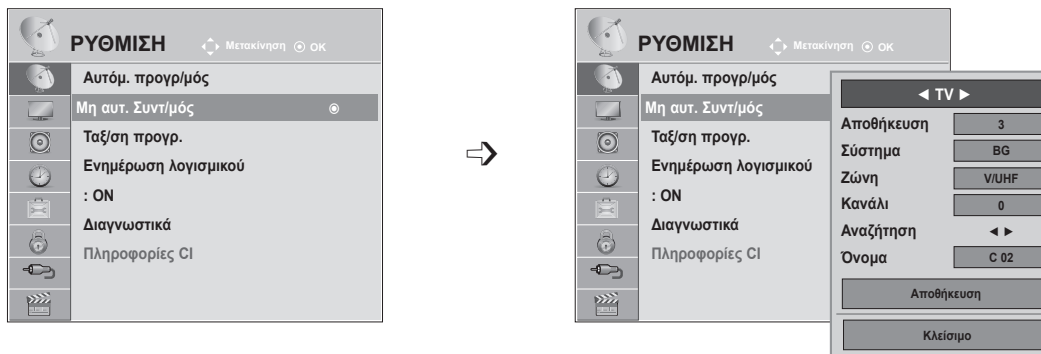 ΡΥΘΜΙΣΗ Μετακίνηση OK
Αυτόμ. προγρ/μός
Μη αυτ. Συντ/μός
Ταξ/ση προγρ.
Ενημέρωση λογισμικού
: ON
Διαγνωστικά
Πληροφορίες CI
ΡΥΘΜΙΣΗ Μετακίνηση OK
Αυτόμ. προγρ/μός
Μη αυτ. Συντ/μός
Ταξ/ση προγρ.
Ενημέρωση λογισμικού
: ON
Διαγνωστικά
Πληροφορίες CI
◀ TV ▶
Αποθήκευση 3
Σύστημα BG
Ζώνη V/UHF
Κανάλι 0
Αναζήτηση ◀ ▶
Όνομα C 02
Αποθήκευση
Κλείσιμο